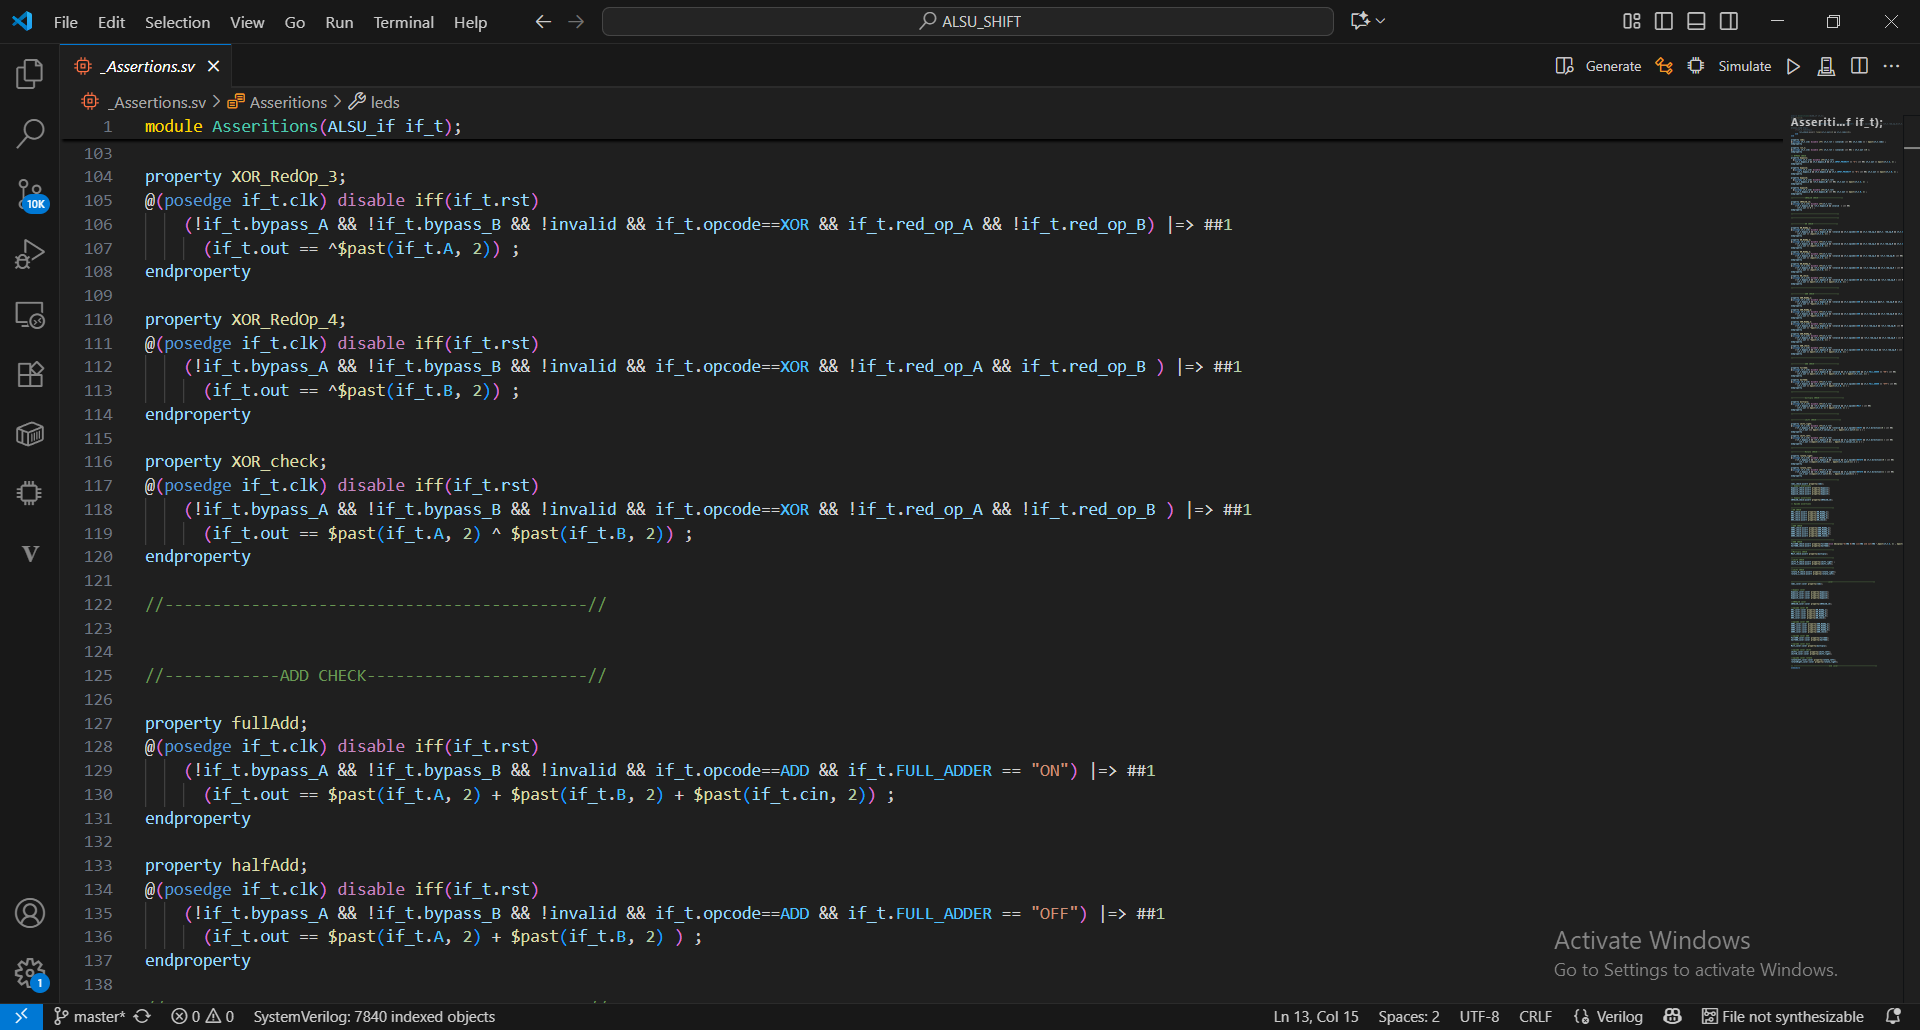 File Edit Selection View Go Run Terminal Help
ALSU_SHIFT
_Assertions.sv
Generate Simulate
_Assertions.sv > Asseritions > leds
1 module Asseritions(ALSU_if if_t);
Asseriti...f if_t);
103
104 property XOR_RedOp_3;
105 @(posedge if_t.clk) disable iff(if_t.rst)
106 (!if_t.bypass_A && !if_t.bypass_B && !invalid && if_t.opcode==XOR && if_t.red_op_A && !if_t.red_op_B) |=> ##1
107 (if_t.out == ^$past(if_t.A, 2)) ;
108 endproperty
109
110 property XOR_RedOp_4;
111 @(posedge if_t.clk) disable iff(if_t.rst)
112 (!if_t.bypass_A && !if_t.bypass_B && !invalid && if_t.opcode==XOR && !if_t.red_op_A && if_t.red_op_B ) |=> ##1
113 (if_t.out == ^$past(if_t.B, 2)) ;
114 endproperty
115
116 property XOR_check;
117 @(posedge if_t.clk) disable iff(if_t.rst)
118 (!if_t.bypass_A && !if_t.bypass_B && !invalid && if_t.opcode==XOR && !if_t.red_op_A && !if_t.red_op_B ) |=> ##1
119 (if_t.out == $past(if_t.A, 2) ^ $past(if_t.B, 2)) ;
120 endproperty
121
122 //--------------------------------------------//
123
124
125 //------------ADD CHECK-----------------------//
126
127 property fullAdd;
128 @(posedge if_t.clk) disable iff(if_t.rst)
129 (!if_t.bypass_A && !if_t.bypass_B && !invalid && if_t.opcode==ADD && if_t.FULL_ADDER == "ON") |=> ##1
130 (if_t.out == $past(if_t.A, 2) + $past(if_t.B, 2) + $past(if_t.cin, 2)) ;
131 endproperty
132
133 property halfAdd;
134 @(posedge if_t.clk) disable iff(if_t.rst)
135 (!if_t.bypass_A && !if_t.bypass_B && !invalid && if_t.opcode==ADD && if_t.FULL_ADDER == "OFF") |=> ##1
136 (if_t.out == $past(if_t.A, 2) + $past(if_t.B, 2) ) ;
137 endproperty
138
10K
1
Activate Windows
Go to Settings to activate Windows.
master* 0 0 SystemVerilog: 7840 indexed objects Ln 13, Col 15 Spaces: 2 UTF-8 CRLF Verilog File not synthesizable